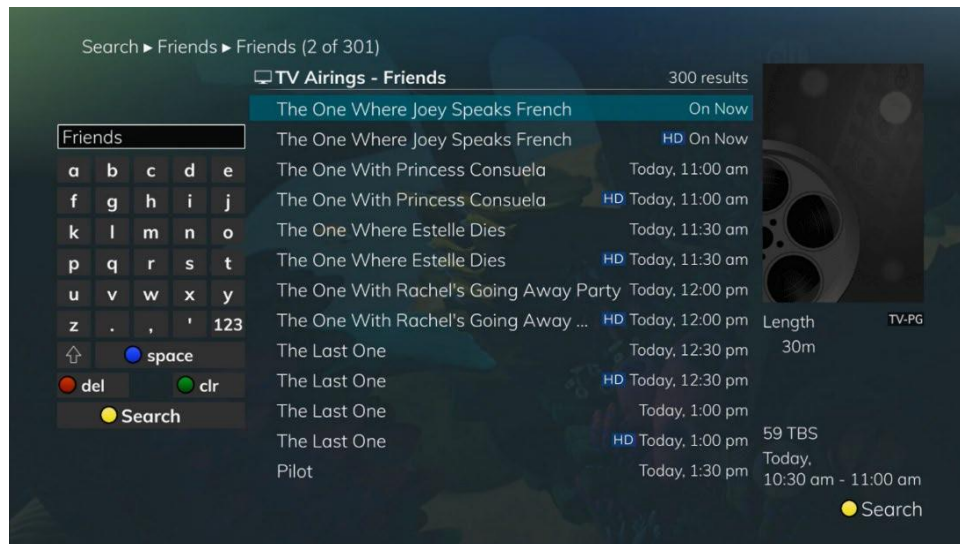 Search ▸ Friends ▸ Friends (2 of 301)
TV Airings - Friends 300 results
The One Where Joey Speaks French On Now
The One Where Joey Speaks French HD On Now
The One With Princess Consuela Today, 11:00 am
The One With Princess Consuela HD Today, 11:00 am
The One Where Estelle Dies Today, 11:30 am
The One Where Estelle Dies HD Today, 11:30 am
The One With Rachel's Going Away Party Today, 12:00 pm
The One With Rachel's Going Away ... HD Today, 12:00 pm
The Last One Today, 12:30 pm
The Last One HD Today, 12:30 pm
The Last One Today, 1:00 pm
The Last One HD Today, 1:00 pm
Pilot Today, 1:30 pm
Friends
a b c d e
f g h i j
k l m n o
p q r s t
u v w x y
z . , ' 123
space
del clr
Search
Length TV-PG
30m
59 TBS
Today,
10:30 am - 11:00 am
Search